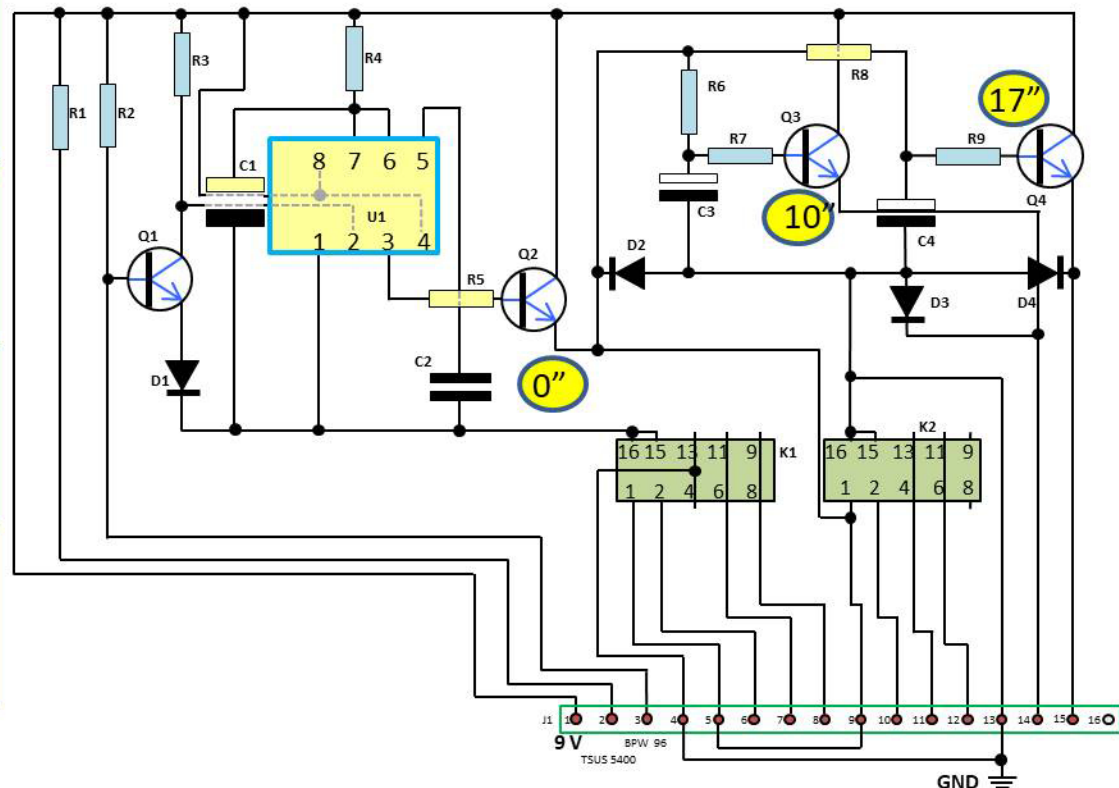 R1
R2
R3
R4
R6
R8
R7
Q3
17”
R9
Q4
C1
8 7 6 5
U1
1 2 3 4
10”
C3
C4
Q1
Q2
D2
D3
D4
R5
D1
C2
0”
16 15 13 11 9
K1
1 2 4 6 8
K2
16 15 13 11 9
1 2 4 6 8
J1 1 2 3 4 5 6 7 8 9 10 11 12 13 14 15 16
9 V
BPW 96
TSUS 5400
GND